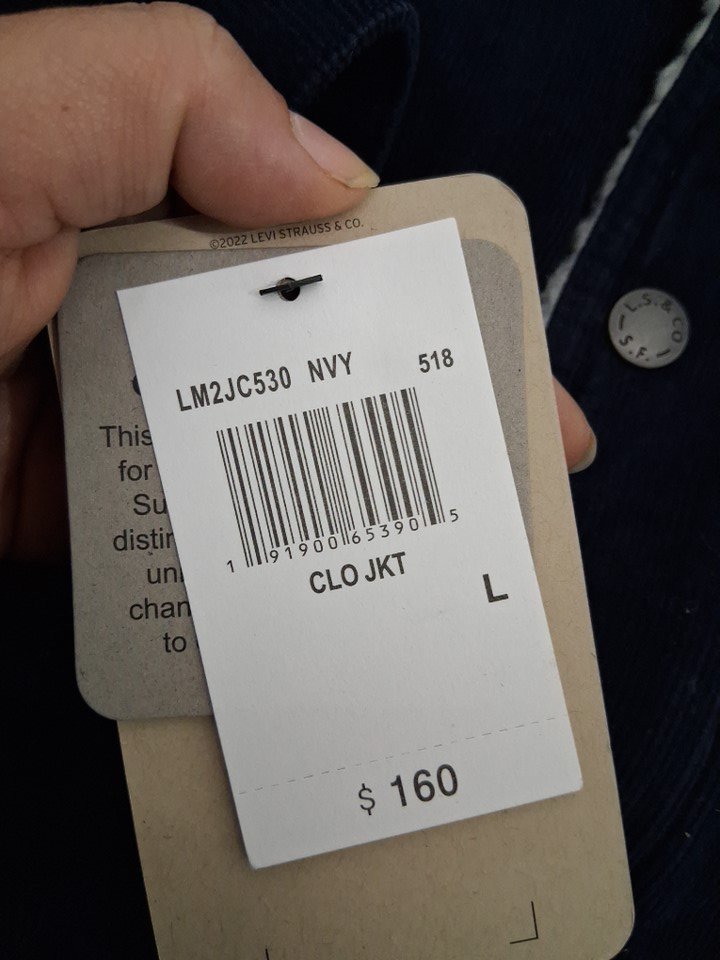 ©2022 LEVI STRAUSS & CO.
LM2JC530 NVY 518
1 91900 65390 5
CLO JKT
L
$ 160
This
for
Su
distin
un
chan
to
L.S.&CO
S.F.